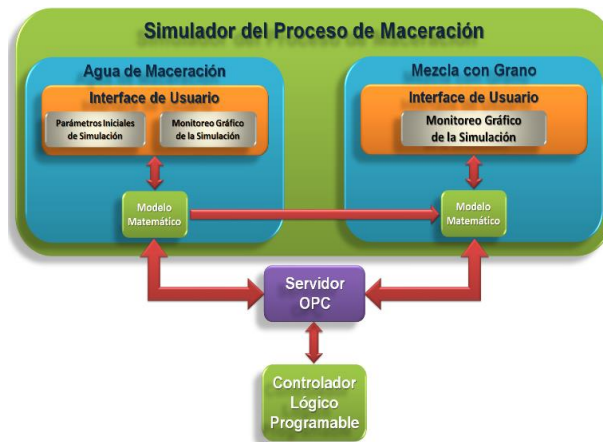 Simulador del Proceso de Maceración
Agua de Maceración
Interface de Usuario
Parámetros Iniciales
de Simulación
Monitoreo Gráfico
de la Simulación
Modelo
Matemático
Mezcla con Grano
Interface de Usuario
Monitoreo Gráfico
de la Simulación
Modelo
Matemático
Servidor
OPC
Controlador
Lógico
Programable